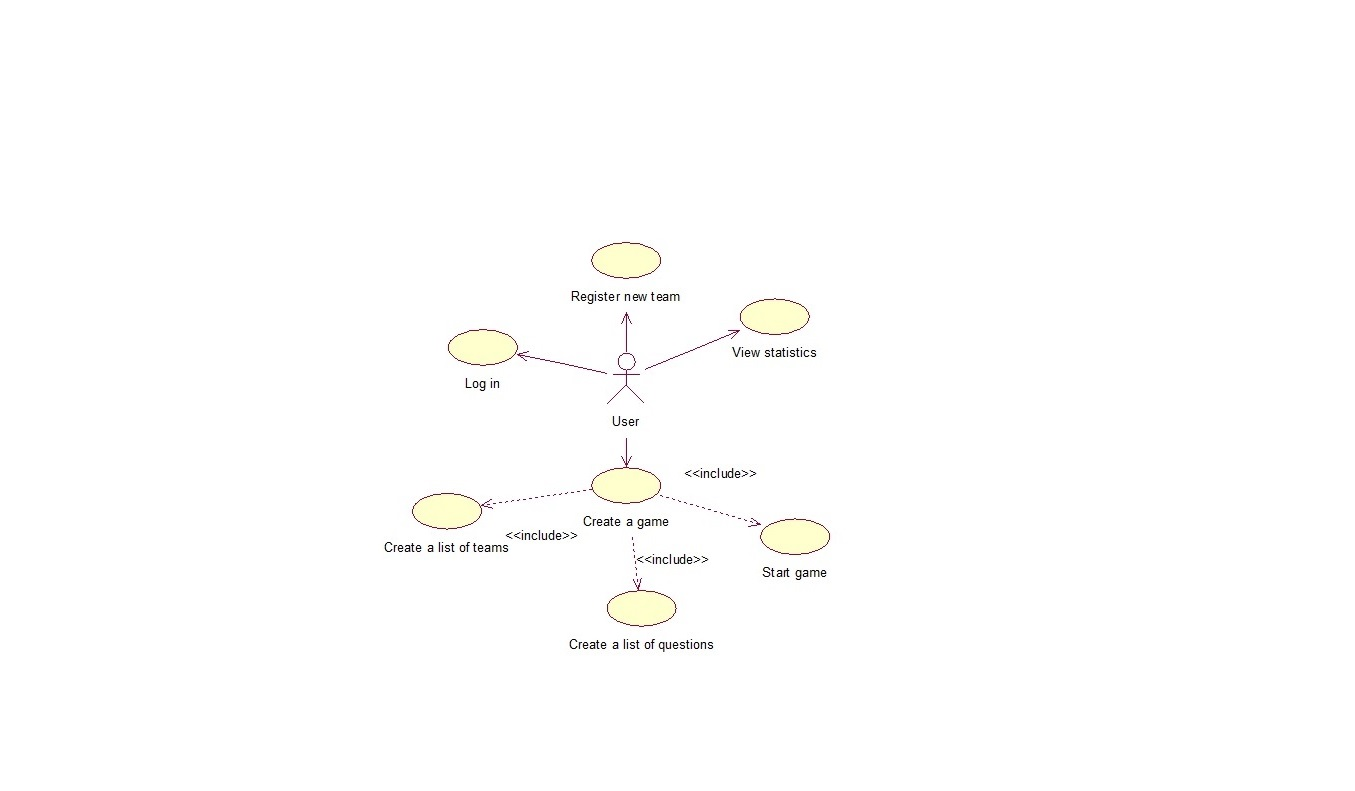 Register new team
View statistics
Log in
User
<<include>>
Create a game
<<include>>
Create a list of teams
<<include>>
Start game
Create a list of questions